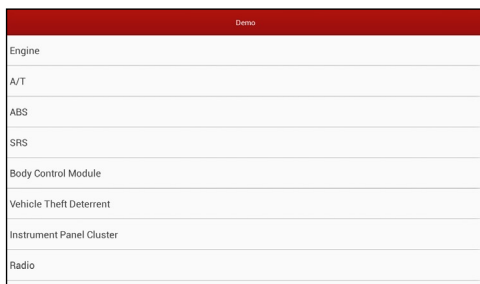 Demo
Engine
A/T
ABS
SRS
Body Control Module
Vehicle Theft Deterrent
Instrument Panel Cluster
Radio